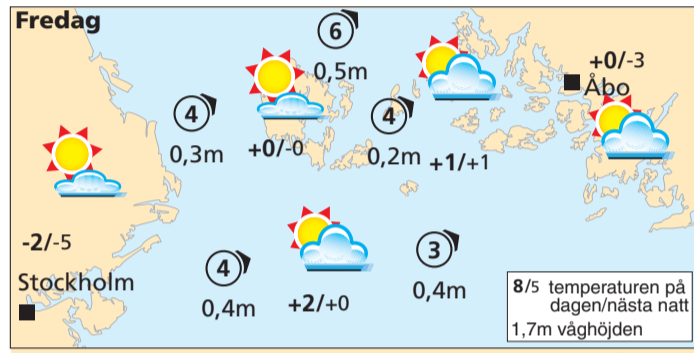 Fredag
6
0,5m
+0/-3
Åbo
4
0,3m
+0/-0
4
0,2m
+1/+1
-2/-5
Stockholm
4
0,4m
+2/+0
3
0,4m
8/5 temperaturen på
dagen/nästa natt
1,7m våghöjden